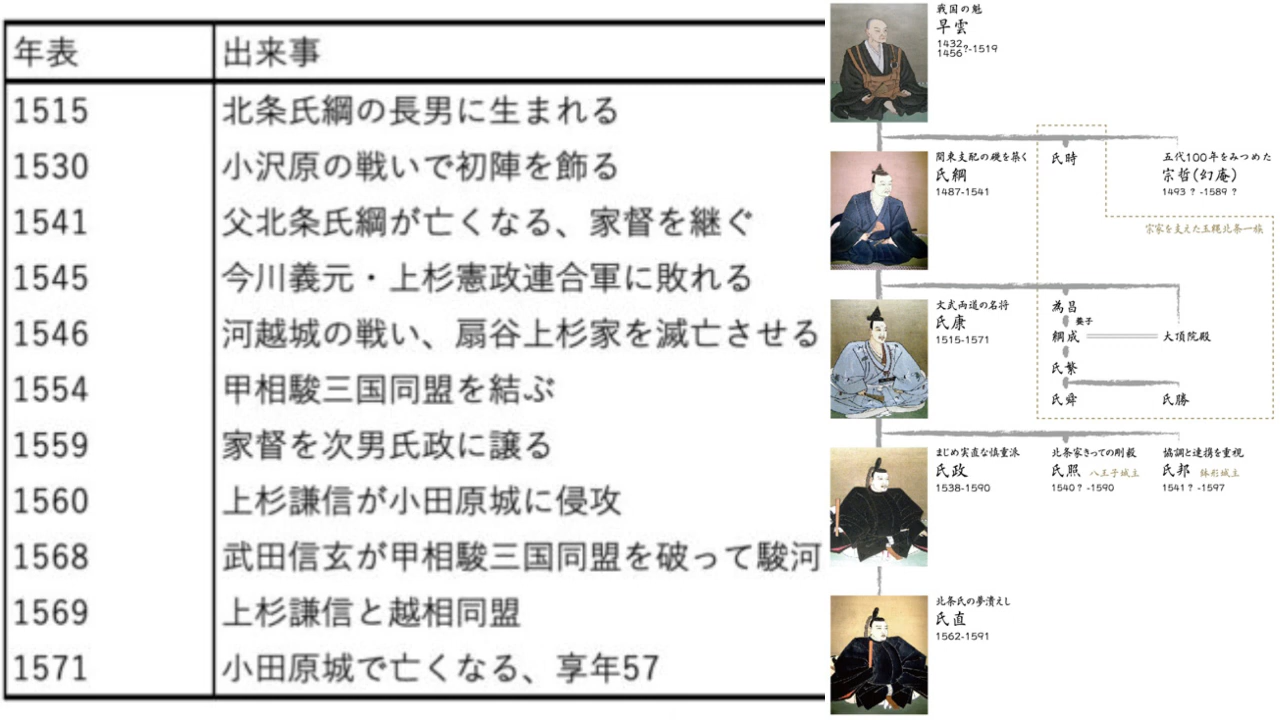 年表 出来事
1515 北条氏綱の長男に生まれる
1530 小沢原の戦いで初陣を飾る
1541 父北条氏綱が亡くなる、家督を継ぐ
1545 今川義元・上杉憲政連合軍に敗れる
1546 河越城の戦い、扇谷上杉家を滅亡させる
1554 甲相駿三国同盟を結ぶ
1559 家督を次男氏政に譲る
1560 上杉謙信が小田原城に侵攻
1568 武田信玄が甲相駿三国同盟を破って駿河
1569 上杉謙信と越相同盟
1571 小田原城で亡くなる、享年57
戦国の魁
早雲
1432
1456?-1519
関東支配の礎を築く
氏綱
1487-1541
氏時
五代100年をみつめた
宗哲(幻庵)
1493 ? -1589 ?
宗家を支えた玉縄北条一族
文武両道の名将
氏康
1515-1571
為昌
養子
綱成
大頂院殿
氏繁
氏舜
氏勝
まじめ実直な慎重派
氏政
1538-1590
北条家きっての剛毅
氏照 八王子城主
1540? -1590
協調と連携を重視
氏邦 鉢形城主
1541? -1597
北条氏の夢潰えし
氏直
1562-1591